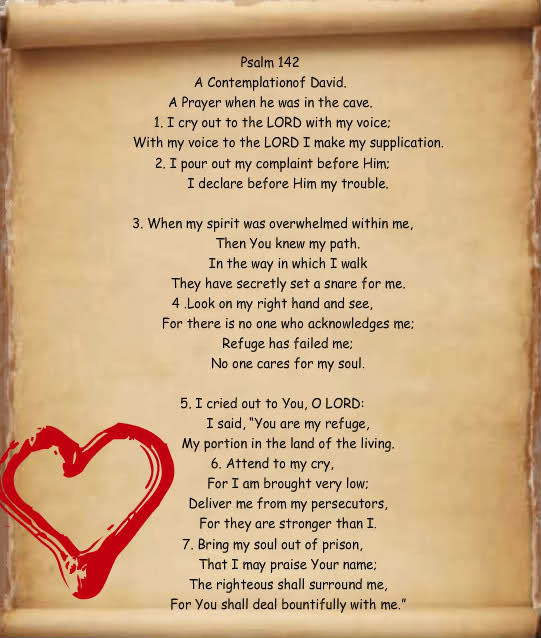 Psalm 142
A Contemplationof David.
A Prayer when he was in the cave.
1. I cry out to the LORD with my voice;
With my voice to the LORD I make my supplication.
2. I pour out my complaint before Him;
I declare before Him my trouble.
3. When my spirit was overwhelmed within me,
Then You knew my path.
In the way in which I walk
They have secretly set a snare for me.
4 .Look on my right hand and see,
For there is no one who acknowledges me;
Refuge has failed me;
No one cares for my soul.
5. I cried out to You, O LORD:
I said, “You are my refuge,
My portion in the land of the living.
6. Attend to my cry,
For I am brought very low;
Deliver me from my persecutors,
For they are stronger than I.
7. Bring my soul out of prison,
That I may praise Your name;
The righteous shall surround me,
For You shall deal bountifully with me.”